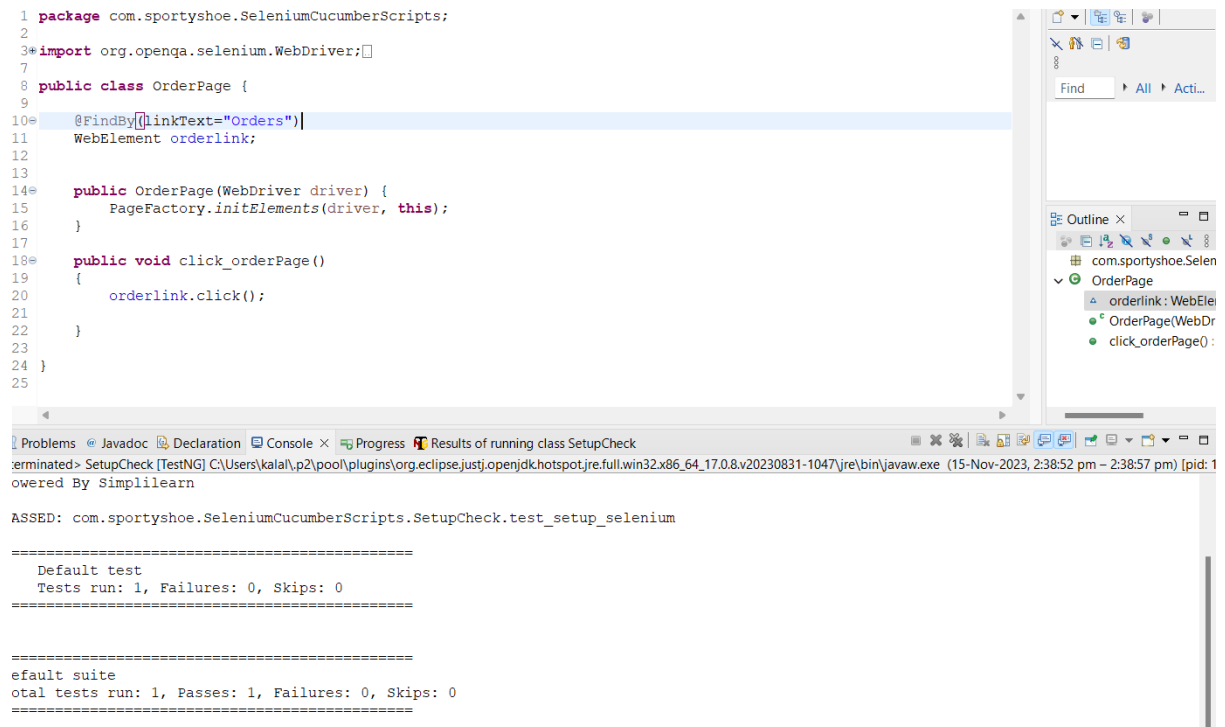 1 package com.sportyshoe.SeleniumCucumberScripts;
2
3 import org.openqa.selenium.WebDriver;
7
8 public class OrderPage {
9
10 @FindBy(linkText="Orders")
11 WebElement orderlink;
12
13
14 public OrderPage(WebDriver driver) {
15 PageFactory.initElements(driver, this);
16 }
17
18 public void click_orderPage()
19 {
20 orderlink.click();
21
22 }
23
24 }
25
Find All Acti...
Outline
com.sportyshoe.Selen
OrderPage
orderlink : WebEle
OrderPage(WebDr
click_orderPage() :
Problems @ Javadoc Declaration Console Progress Results of running class SetupCheck
erminated> SetupCheck [TestNG] C:\Users\kalal\.p2\pool\plugins\org.eclipse.justj.openjdk.hotspot.jre.full.win32.x86_64_17.0.8.v20230831-1047\jre\bin\javaw.exe (15-Nov-2023, 2:38:52 pm – 2:38:57 pm) [pid: 1
owered By Simplilearn
ASSED: com.sportyshoe.SeleniumCucumberScripts.SetupCheck.test_setup_selenium
===============================================
Default test
Tests run: 1, Failures: 0, Skips: 0
===============================================
===============================================
efault suite
otal tests run: 1, Passes: 1, Failures: 0, Skips: 0
===============================================